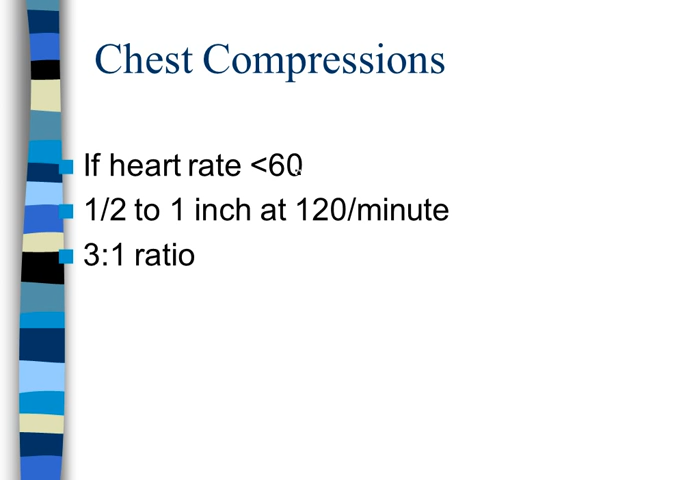 Chest Compressions
If heart rate <60
1/2 to 1 inch at 120/minute
3:1 ratio